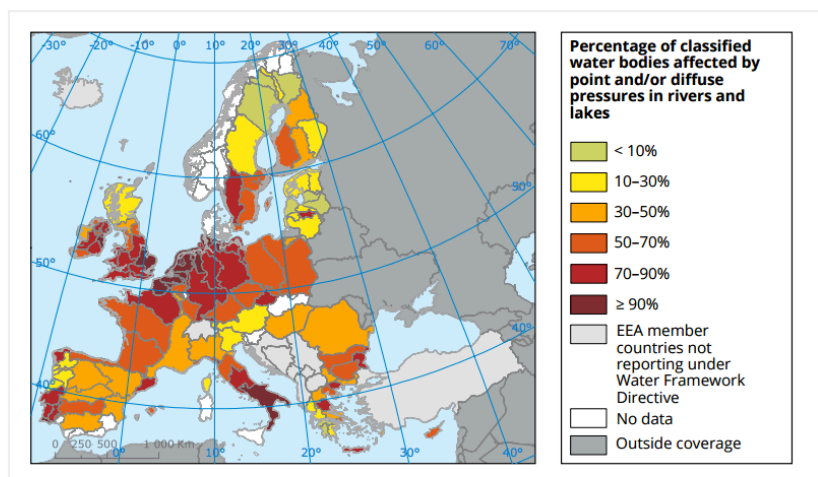 -30° -20° -10° 0° 10° 20° 30° 40° 50° 60° 70°
60°
50°
50°
40°
40°
0 250 500 1 000 Km
0° 10° 20° 30° 40°
Percentage of classified
water bodies affected by
point and/or diffuse
pressures in rivers and
lakes
< 10%
10–30%
30–50%
50–70%
70–90%
≥ 90%
EEA member
countries not
reporting under
Water Framework
Directive
No data
Outside coverage